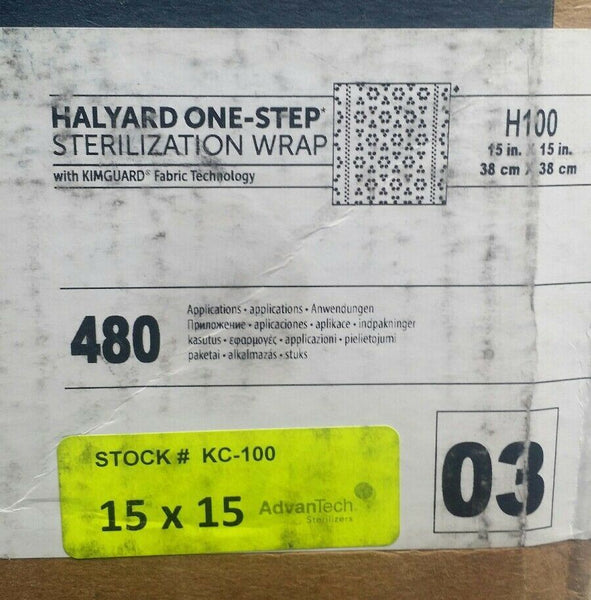 HALYARD ONE-STEP*
STERILIZATION WRAP
with KIMGUARD® Fabric Technology
H100
15 in. X 15 in.
38 cm X 38 cm
480
Applications • applications • Anwendungen
Приложение • aplicaciones • aplikace • indpakninger
kasutus • εφαρμογές • applicazioni • pielietojumi
paketai • alkalmazás • stuks
STOCK # KC-100
15 x 15
AdvanTech
Sterilizers
03